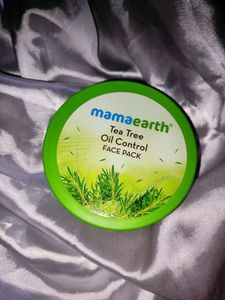 mamaearth®
Tea Tree
Oil Control
FACE PACK